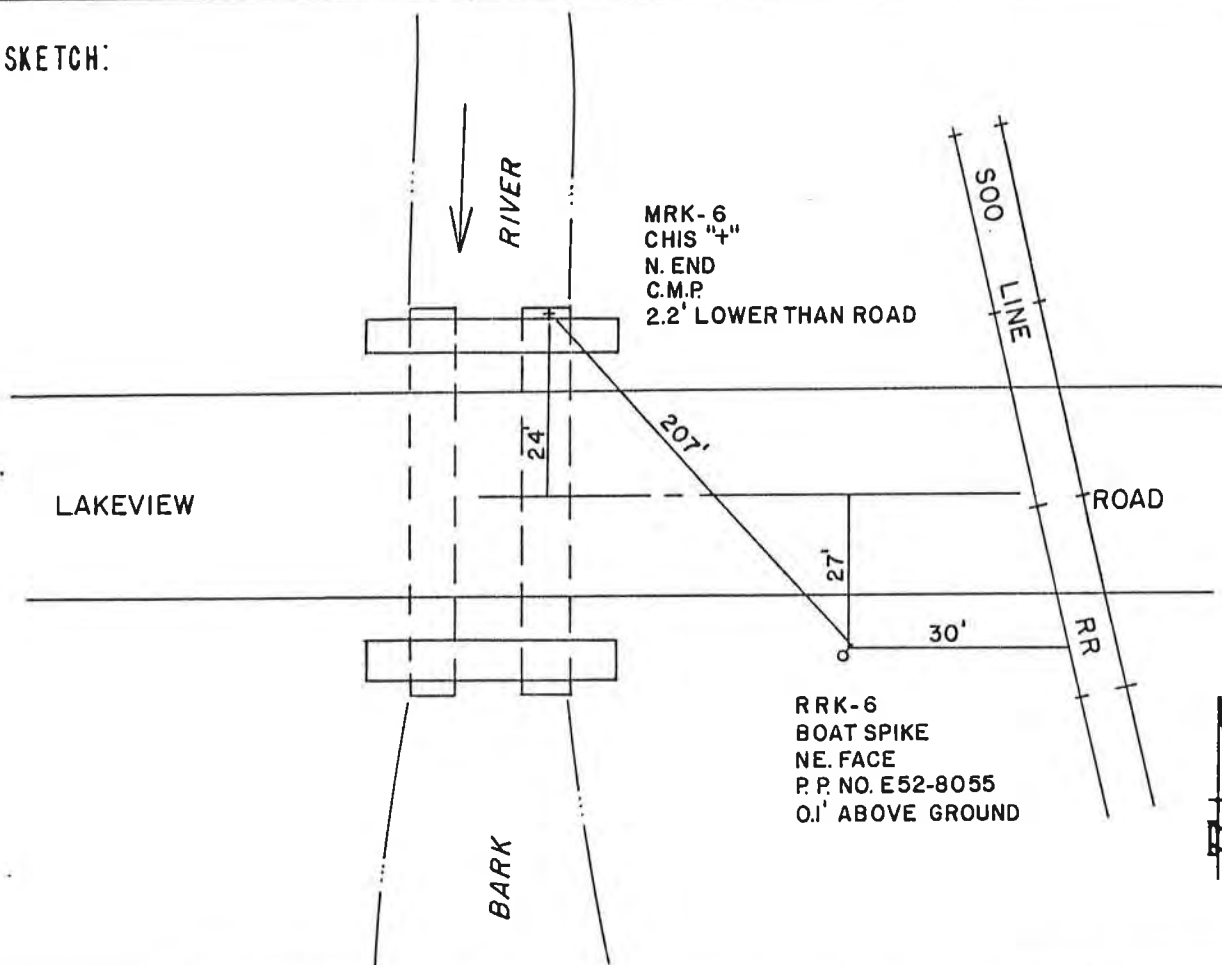 SKETCH:
RIVER
SOO LINE RR
MRK-6
CHIS "+"
N. END
C.M.P.
2.2' LOWER THAN ROAD
24'
207'
LAKEVIEW ROAD
27'
30'
RRK-6
BOAT SPIKE
NE. FACE
P.P. NO. E52-8055
0.1' ABOVE GROUND
BARK